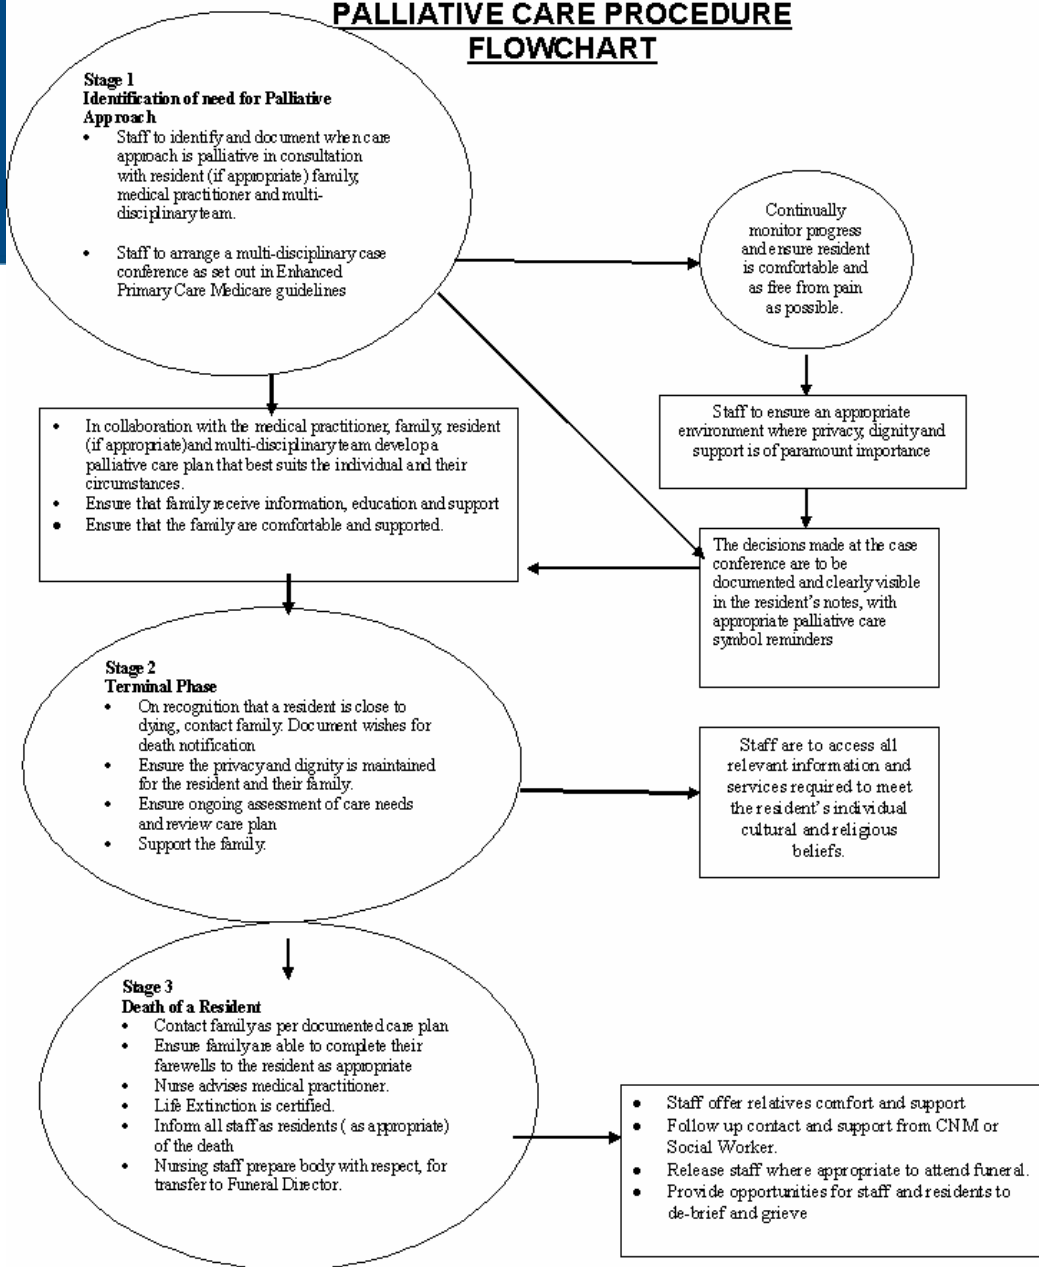 PALLIATIVE CARE PROCEDURE
FLOWCHART
Stage 1
Identification of need for Palliative
Approach
• Staff to identify and document when care
approach is palliative in consultation
with resident (if appropriate) family,
medical practitioner and multi-
disciplinary team.
• Staff to arrange a multi-disciplinary case
conference as set out in Enhanced
Primary Care Medicare guidelines
Continually
monitor progress
and ensure resident
is comfortable and
as free from pain
as possible.
Staff to ensure an appropriate
environment where privacy, dignity and
support is of paramount importance
• In collaboration with the medical practitioner, family, resident
(if appropriate)and multi-disciplinary team develop a
palliative care plan that best suits the individual and their
circumstances.
• Ensure that family receive information, education and support
• Ensure that the family are comfortable and supported.
The decisions made at the case
conference are to be
documented and clearly visible
in the resident's notes, with
appropriate palliative care
symbol reminders
Stage 2
Terminal Phase
• On recognition that a resident is close to
dying, contact family. Document wishes for
death notification
• Ensure the privacy and dignity is maintained
for the resident and their family.
• Ensure ongoing assessment of care needs
and review care plan
• Support the family.
Staff are to access all
relevant information and
services required to meet
the resident's individual
cultural and religious
beliefs.
Stage 3
Death of a Resident
• Contact family as per documented care plan
• Ensure family are able to complete their
farewells to the resident as appropriate
• Nurse advises medical practitioner.
• Life Extinction is certified.
• Inform all staff as residents ( as appropriate)
of the death
• Nursing staff prepare body with respect, for
transfer to Funeral Director.
• Staff offer relatives comfort and support
• Follow up contact and support from CNM or
Social Worker.
• Release staff where appropriate to attend funeral.
• Provide opportunities for staff and residents to
de-brief and grieve